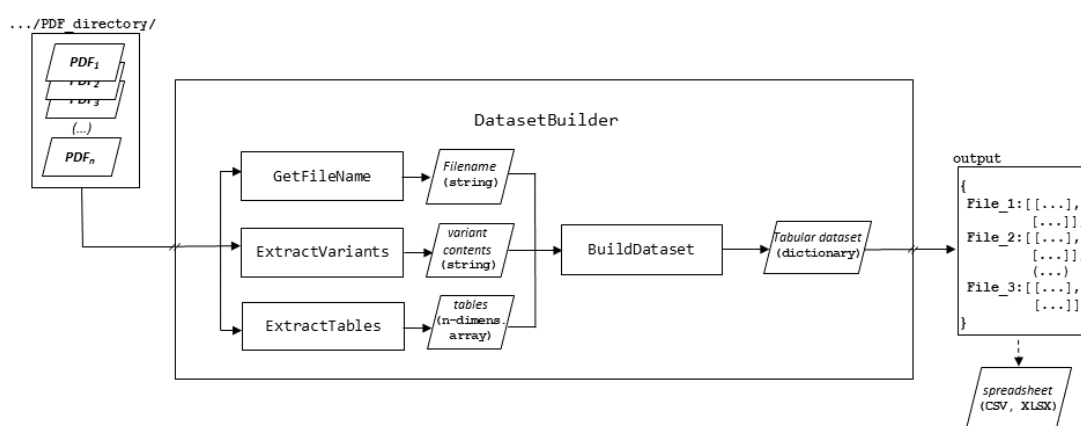 .../PDF_directory/
PDF1
PDF2
PDF3
(...)
PDFn
DatasetBuilder
GetFileName
Filename
(string)
ExtractVariants
variant
contents
(string)
ExtractTables
tables
(n-dimens.
array)
BuildDataset
Tabular dataset
(dictionary)
output
{
File_1:[[...],
[...]],
File_2:[[...],
[...]],
(...)
File_3:[[...],
[...]]
}
spreadsheet
(CSV, XLSX)